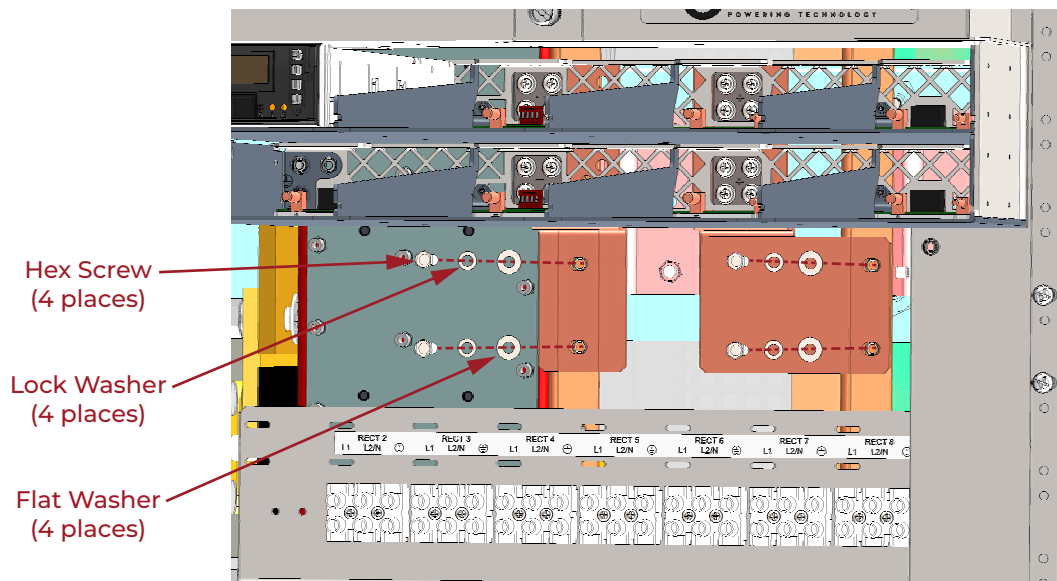 POWERING TECHNOLOGY
Hex Screw
(4 places)
Lock Washer
(4 places)
Flat Washer
(4 places)
RECT 2 RECT 3 RECT 4 RECT 5 RECT 6 RECT 7 RECT 8
L1 L2/N L1 L2/N L1 L2/N L1 L2/N L1 L2/N L1 L2/N L1 L2/N